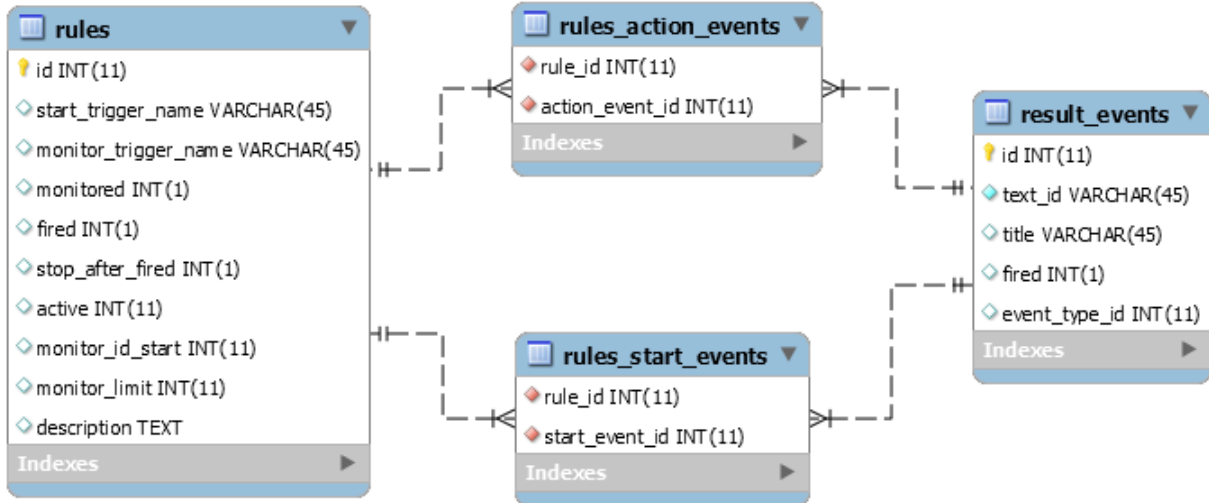 rules
id INT(11)
start_trigger_name VARCHAR(45)
monitor_trigger_name VARCHAR(45)
monitored INT(1)
fired INT(1)
stop_after_fired INT(1)
active INT(11)
monitor_id_start INT(11)
monitor_limit INT(11)
description TEXT
Indexes
rules_action_events
rule_id INT(11)
action_event_id INT(11)
Indexes
rules_start_events
rule_id INT(11)
start_event_id INT(11)
Indexes
result_events
id INT(11)
text_id VARCHAR(45)
title VARCHAR(45)
fired INT(1)
event_type_id INT(11)
Indexes